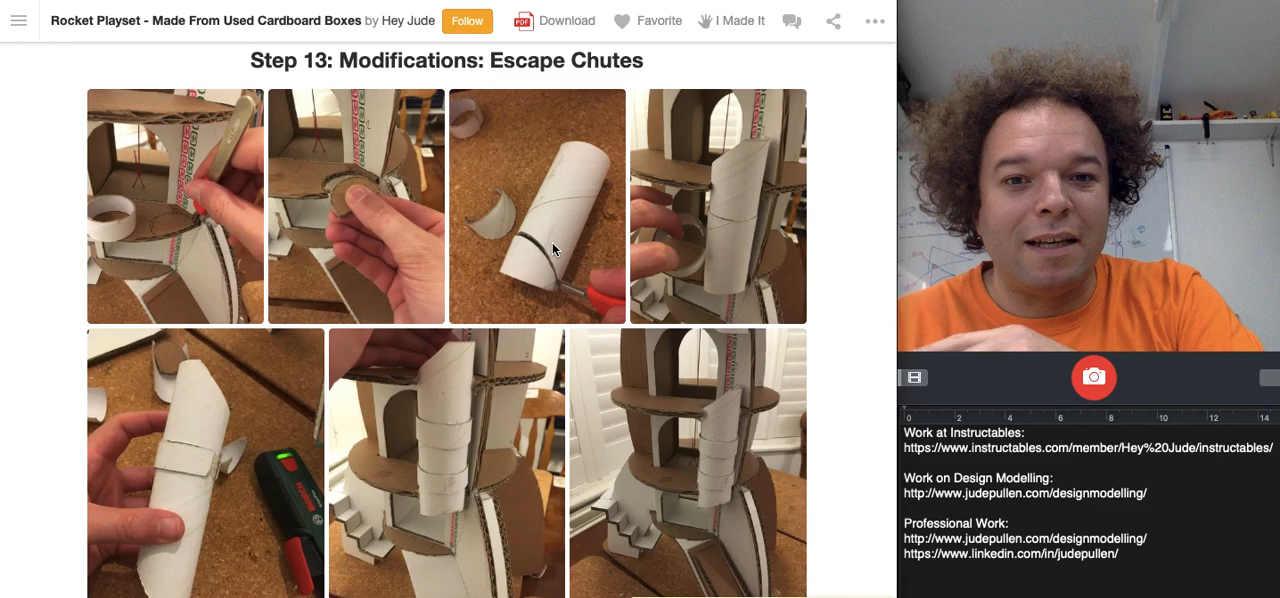 Rocket Playset - Made From Used Cardboard Boxes by Hey Jude Follow PDF Download Favorite I Made It
Step 13: Modifications: Escape Chutes
BOSCH
0 2 4 6 8 10 12 14
Work at Instructables:
https://www.instructables.com/member/Hey%20Jude/instructables/
Work on Design Modelling:
http://www.judepullen.com/designmodelling/
Professional Work:
http://www.judepullen.com/designmodelling/
https://www.linkedin.com/in/judepullen/